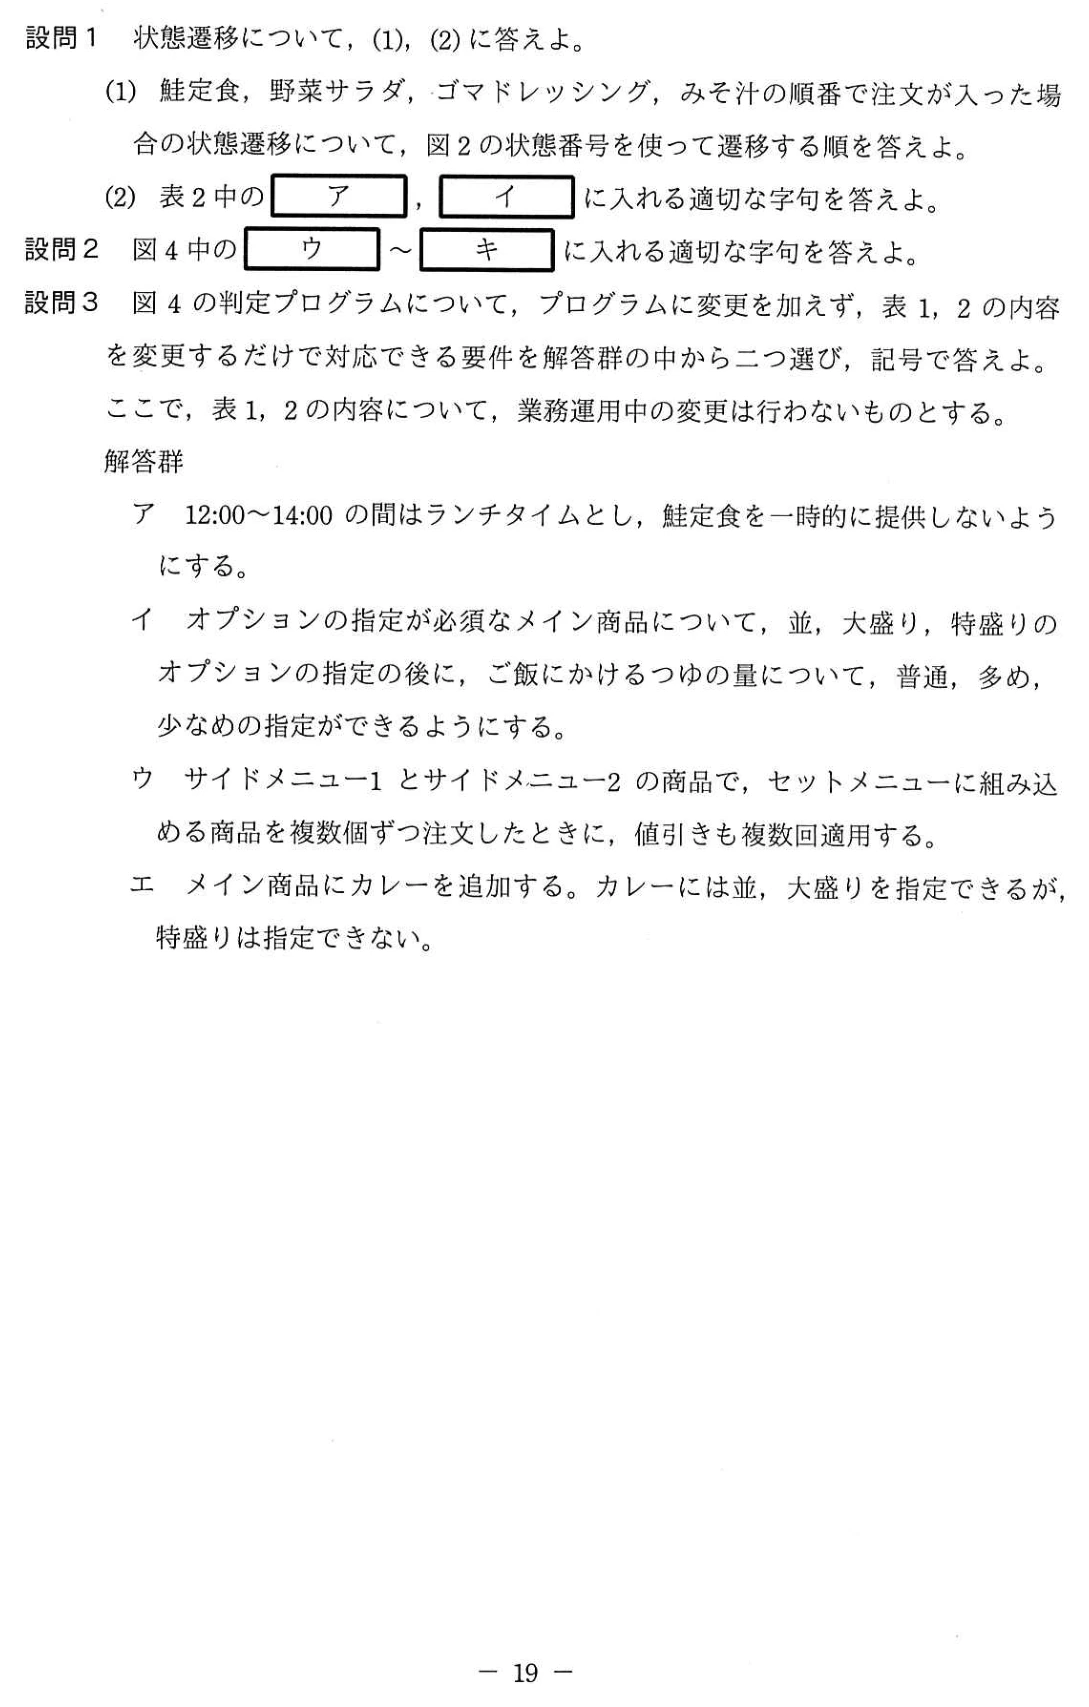 設問1 状態遷移について，(1)，(2)に答えよ。
(1) 鮭定食，野菜サラダ，ゴマドレッシング，みそ汁の順番で注文が入った場
合の状態遷移について，図2の状態番号を使って遷移する順を答えよ。
(2) 表2中の ア ， イ に入れる適切な字句を答えよ。
設問2 図4中の ウ ～ キ に入れる適切な字句を答えよ。
設問3 図4の判定プログラムについて，プログラムに変更を加えず，表1，2の内容
を変更するだけで対応できる要件を解答群の中から二つ選び，記号で答えよ。
ここで，表1，2の内容について，業務運用中の変更は行わないものとする。
解答群
ア 12:00～14:00 の間はランチタイムとし，鮭定食を一時的に提供しないよう
にする。
イ オプションの指定が必須なメイン商品について，並，大盛り，特盛りの
オプションの指定の後に，ご飯にかけるつゆの量について，普通，多め，
少なめの指定ができるようにする。
ウ サイドメニュー1 とサイドメニュー2 の商品で，セットメニューに組み込
める商品を複数個ずつ注文したときに，値引きも複数回適用する。
エ メイン商品にカレーを追加する。カレーには並，大盛りを指定できるが，
特盛りは指定できない。
－ 19 －